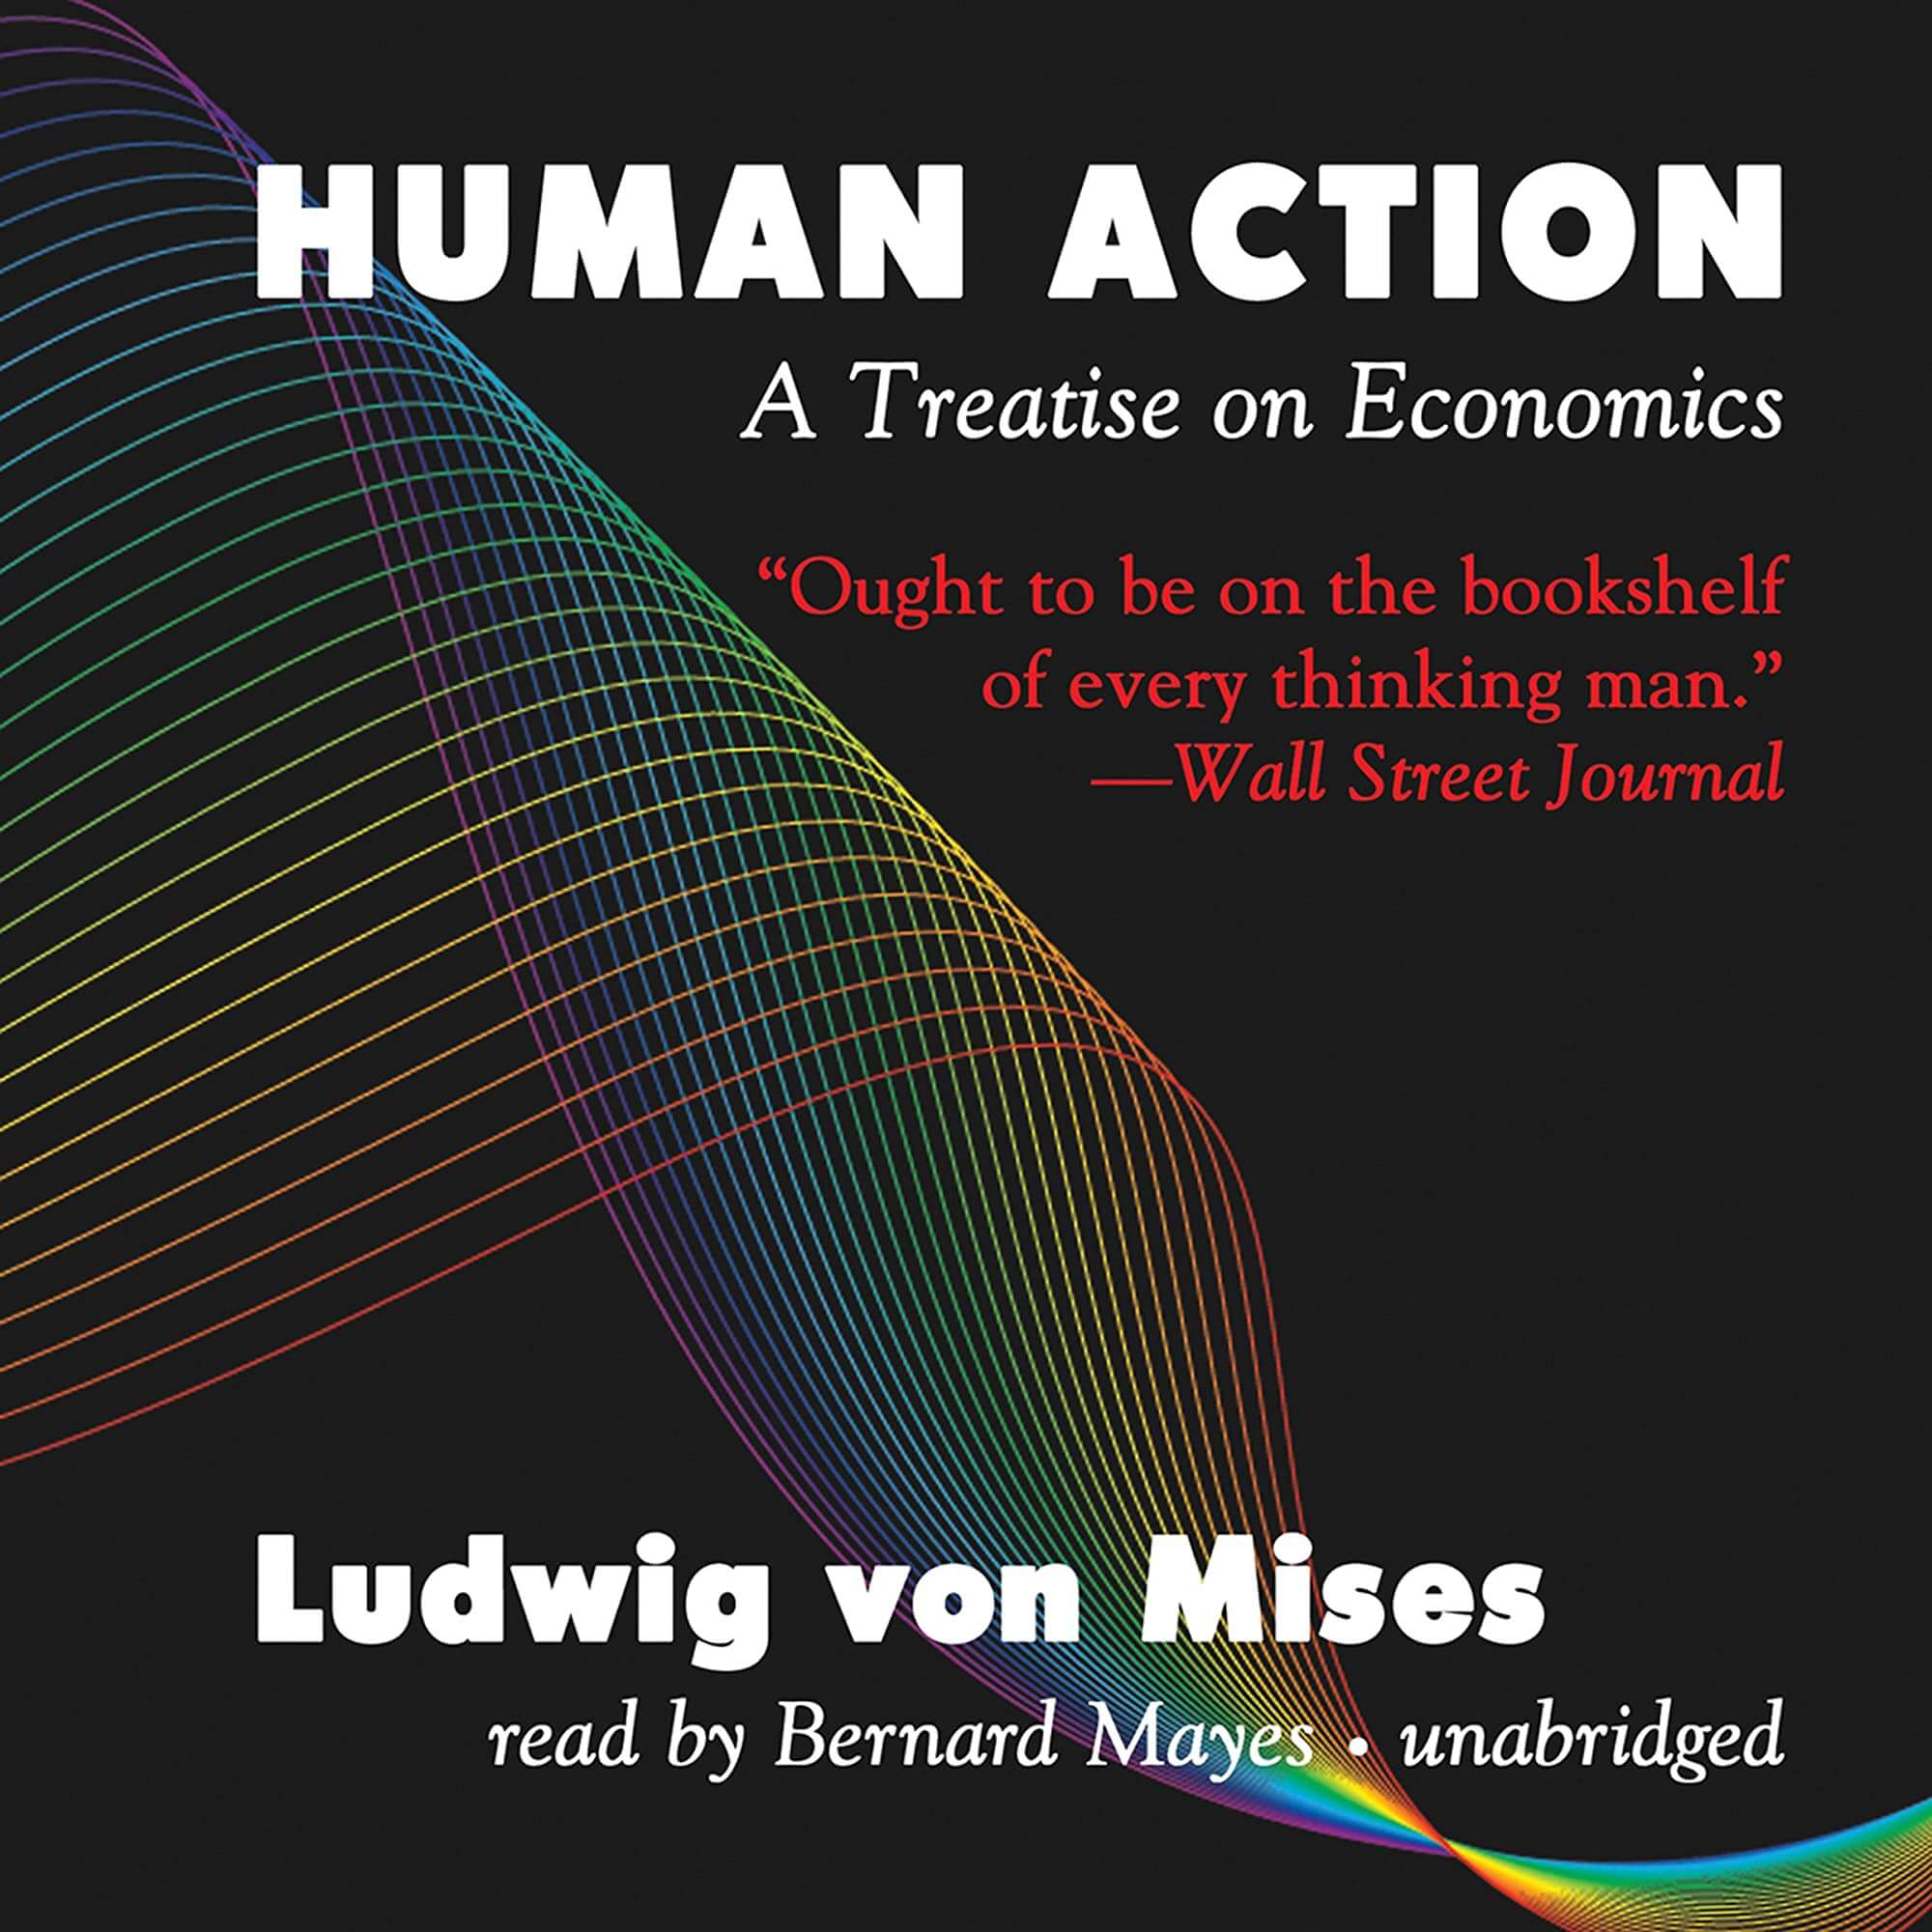 HUMAN ACTION
A Treatise on Economics
“Ought to be on the bookshelf
of every thinking man.”
—Wall Street Journal
Ludwig von Mises
read by Bernard Mayes • unabridged